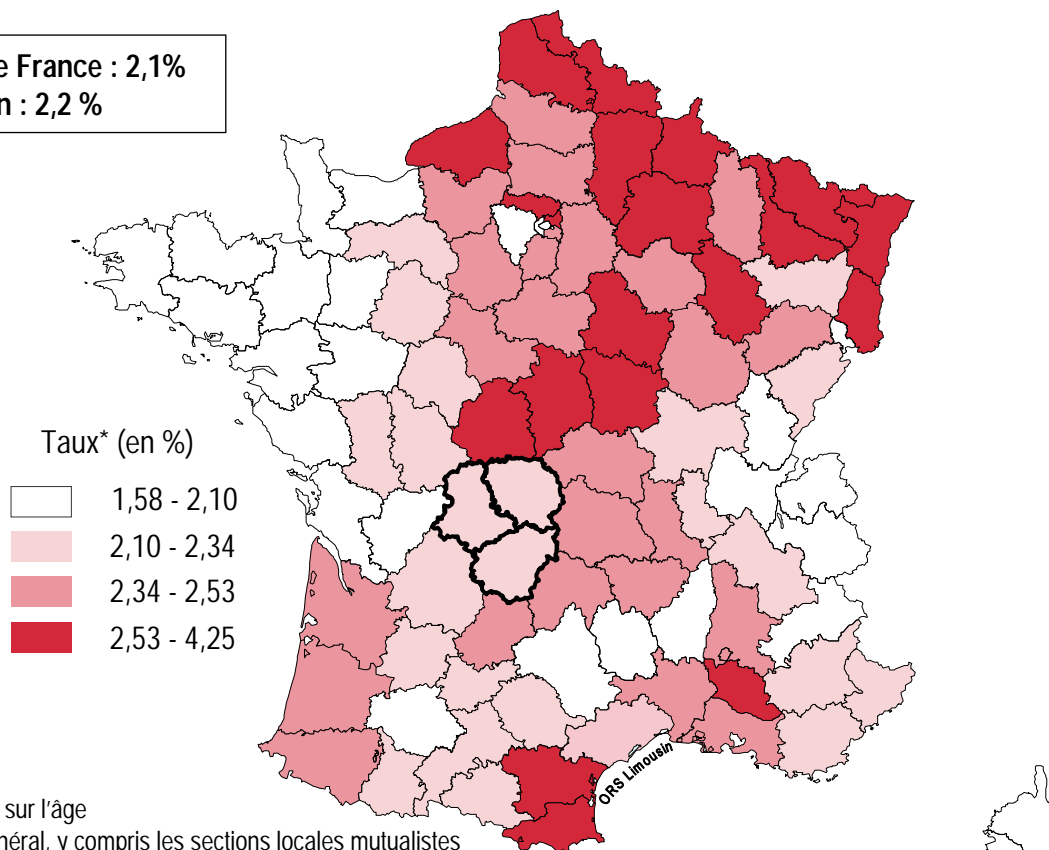 e France : 2,1%
n : 2,2 %
Taux* (en %)
1,58 - 2,10
2,10 - 2,34
2,34 - 2,53
2,53 - 4,25
ORS Limousin
sur l'âge
néral, y compris les sections locales mutualistes